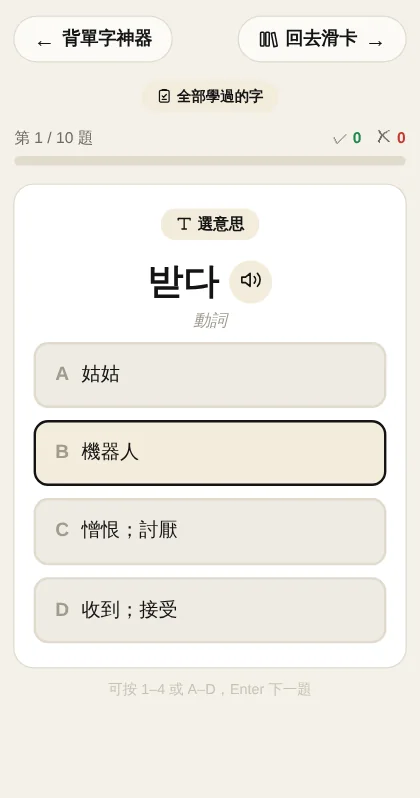 ← 背單字神器
回去滑卡 →
全部學過的字
第 1 / 10 題
✓ 0 ✗ 0
選意思
받다
動詞
A 姑姑
B 機器人
C 憎恨；討厭
D 收到；接受
可按 1–4 或 A–D，Enter 下一題